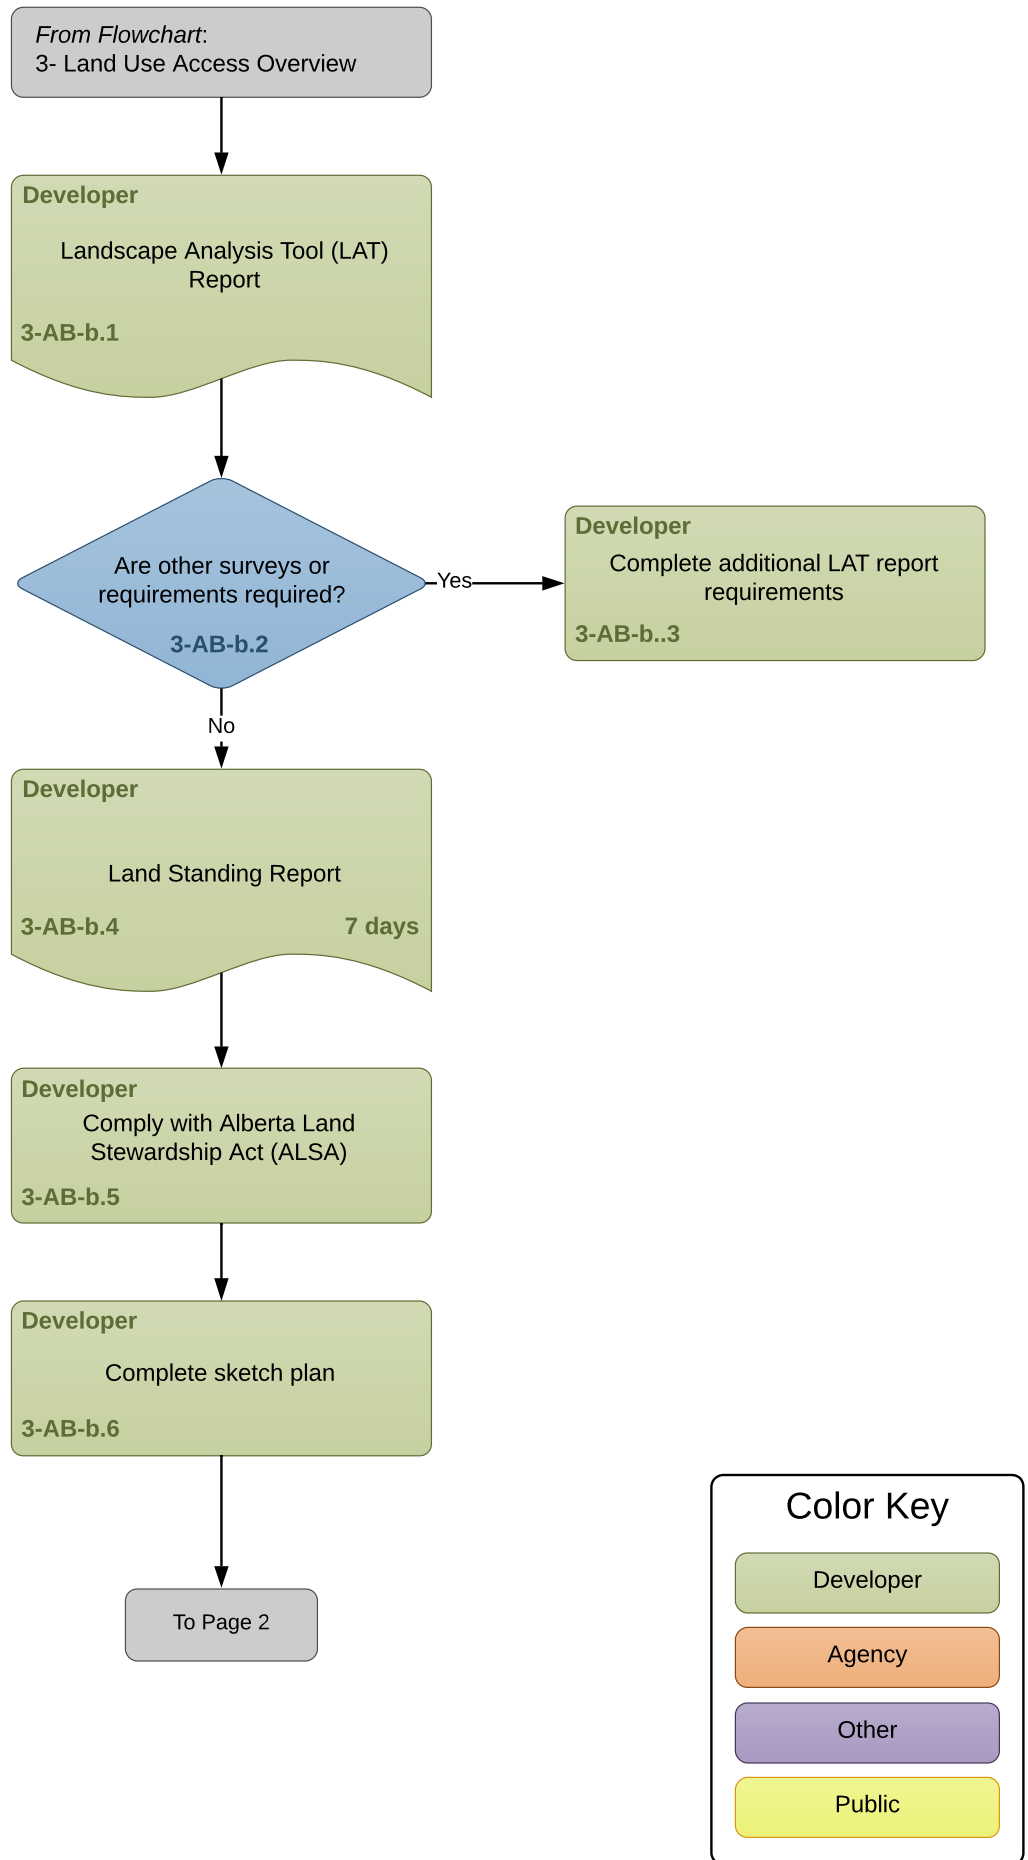 From Flowchart:
3- Land Use Access Overview
Developer
Landscape Analysis Tool (LAT)
Report
3-AB-b.1
Are other surveys or
requirements required?
3-AB-b.2
Yes
Developer
Complete additional LAT report
requirements
3-AB-b..3
No
Developer
Land Standing Report
3-AB-b.4 7 days
Developer
Comply with Alberta Land
Stewardship Act (ALSA)
3-AB-b.5
Developer
Complete sketch plan
3-AB-b.6
To Page 2
Color Key
Developer
Agency
Other
Public